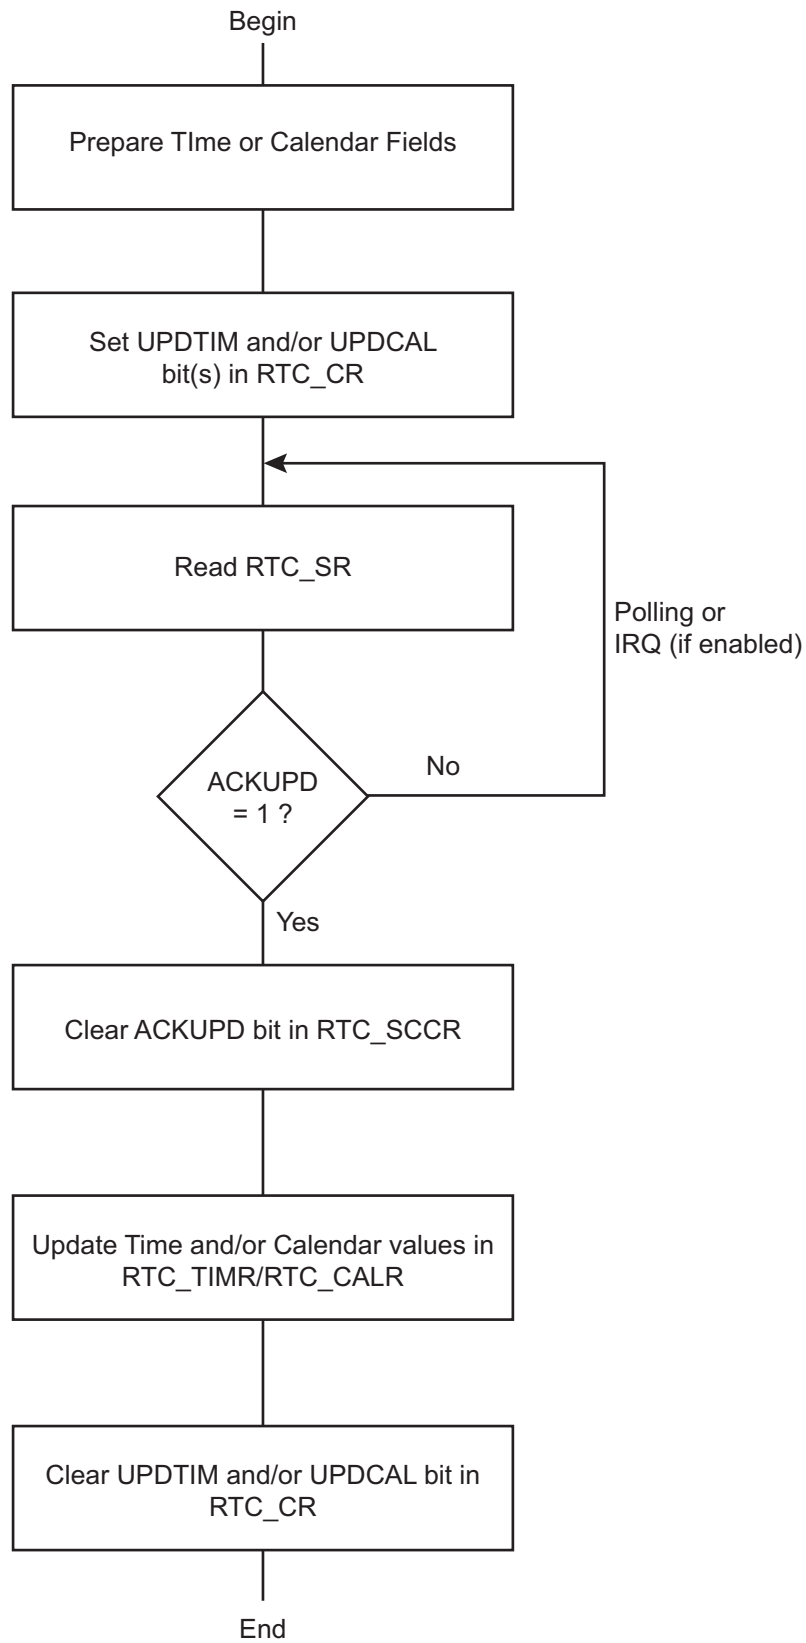 Begin
Prepare TIme or Calendar Fields
Set UPDTIM and/or UPDCAL
bit(s) in RTC_CR
Read RTC_SR
Polling or
IRQ (if enabled)
ACKUPD
= 1 ?
No
Yes
Clear ACKUPD bit in RTC_SCCR
Update Time and/or Calendar values in
RTC_TIMR/RTC_CALR
Clear UPDTIM and/or UPDCAL bit in
RTC_CR
End